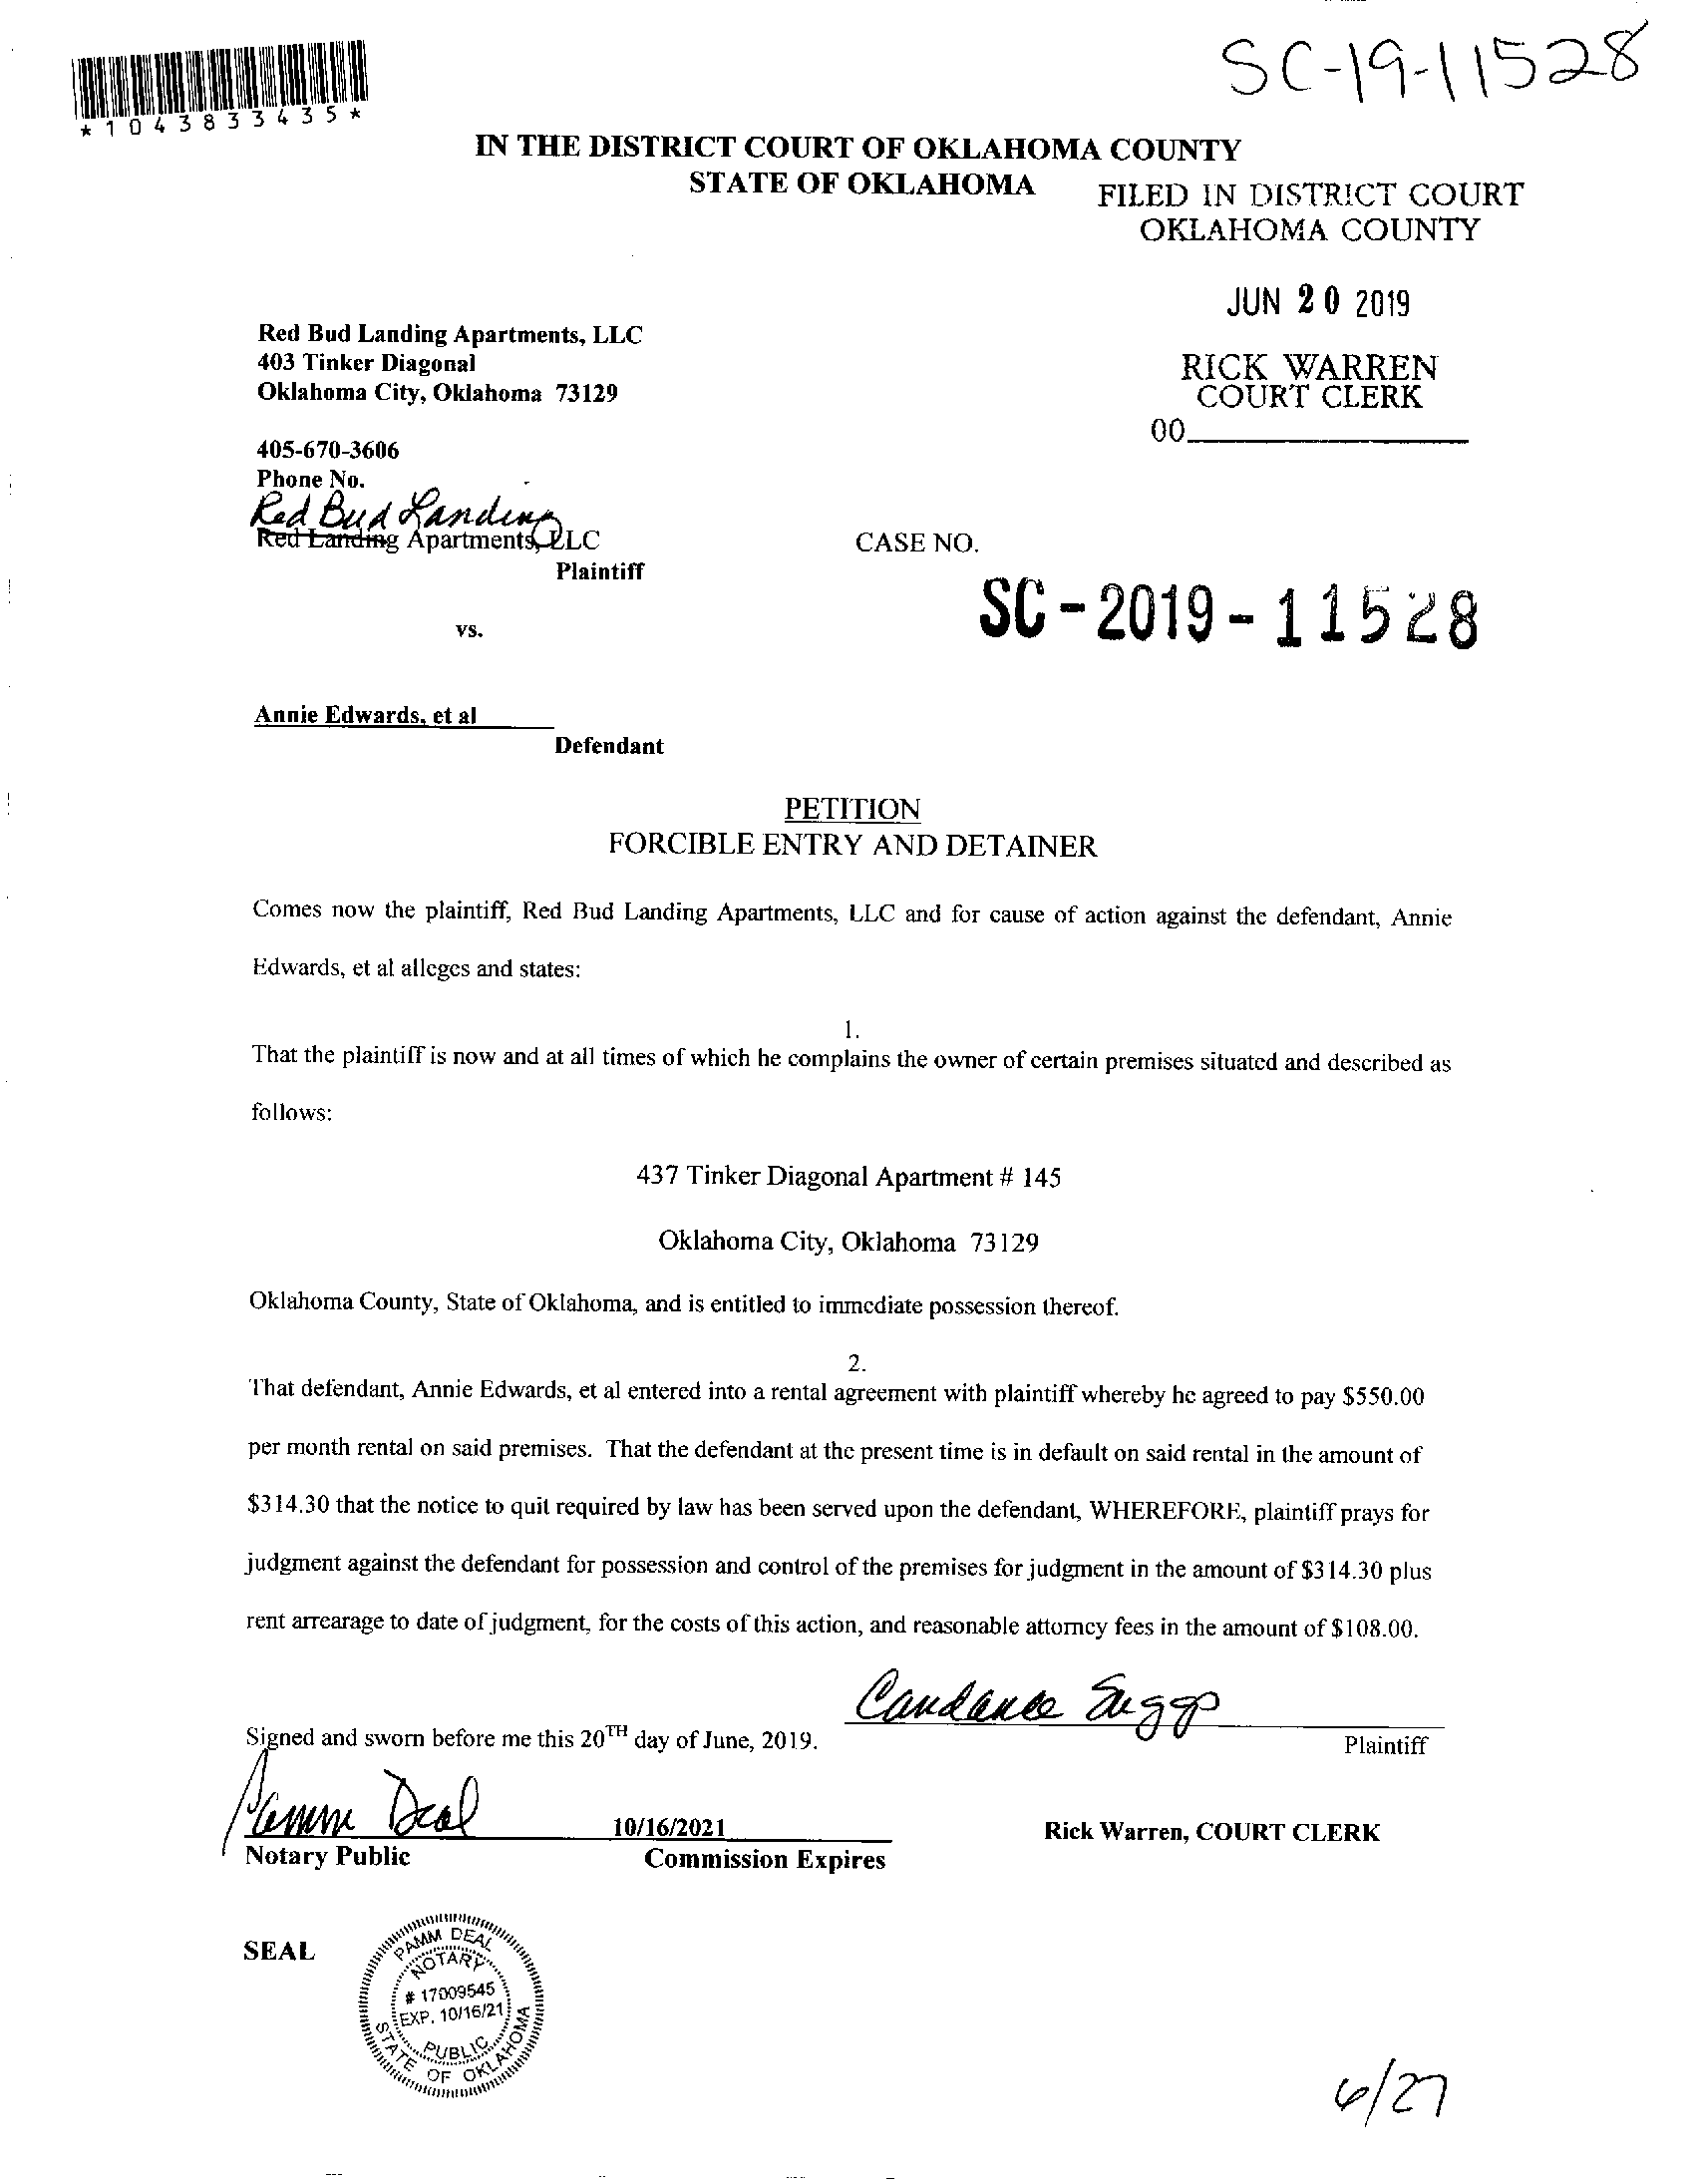 SC-19-11528
*1043833435*
IN THE DISTRICT COURT OF OKLAHOMA COUNTY
STATE OF OKLAHOMA
FILED IN DISTRICT COURT
OKLAHOMA COUNTY
JUN 20 2019
RICK WARREN
COURT CLERK
00
Red Bud Landing Apartments, LLC
403 Tinker Diagonal
Oklahoma City, Oklahoma 73129
405-670-3606
Phone No.
Red Bud Landing
Red Landing Apartments, LLC
Plaintiff
CASE NO.
SC-2019-11528
vs.
Annie Edwards, et al
Defendant
PETITION
FORCIBLE ENTRY AND DETAINER
Comes now the plaintiff, Red Bud Landing Apartments, LLC and for cause of action against the defendant, Annie
Edwards, et al alleges and states:
1.
That the plaintiff is now and at all times of which he complains the owner of certain premises situated and described as
follows:
437 Tinker Diagonal Apartment # 145
Oklahoma City, Oklahoma 73129
Oklahoma County, State of Oklahoma, and is entitled to immediate possession thereof.
2.
That defendant, Annie Edwards, et al entered into a rental agreement with plaintiff whereby he agreed to pay $550.00
per month rental on said premises. That the defendant at the present time is in default on said rental in the amount of
$314.30 that the notice to quit required by law has been served upon the defendant, WHEREFORE, plaintiff prays for
judgment against the defendant for possession and control of the premises for judgment in the amount of $314.30 plus
rent arrearage to date of judgment, for the costs of this action, and reasonable attorney fees in the amount of $108.00.
Candance Suggs
Signed and sworn before me this 20TH day of June, 2019.
Plaintiff
Pamm Deal
10/16/2021
Rick Warren, COURT CLERK
Notary Public
Commission Expires
SEAL
PAMM DEAL
NOTARY
# 17009545
EXP. 10/16/21
PUBLIC
STATE OF OKLAHOMA
6/27